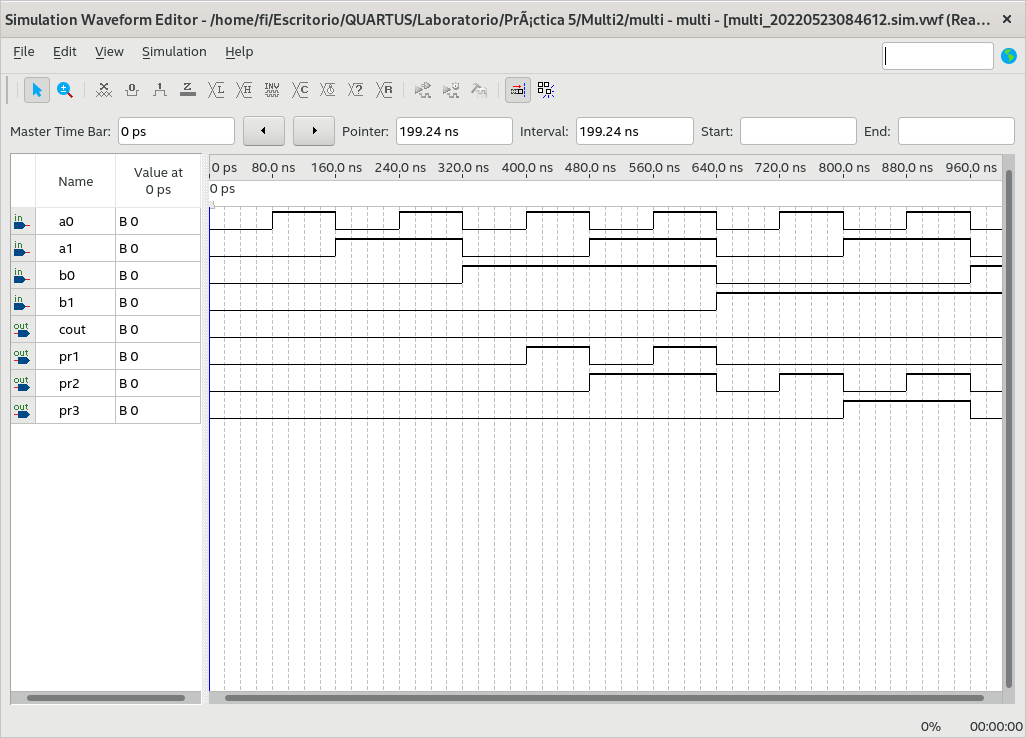 Simulation Waveform Editor - /home/fi/Escritorio/QUARTUS/Laboratorio/PrÃ¡ctica 5/Multi2/multi - multi - [multi_20220523084612.sim.vwf (Rea...
File Edit View Simulation Help
Master Time Bar: 0 ps Pointer: 199.24 ns Interval: 199.24 ns Start: End:
Name Value at 0 ps
0 ps 80.0 ns 160.0 ns 240.0 ns 320.0 ns 400.0 ns 480.0 ns 560.0 ns 640.0 ns 720.0 ns 800.0 ns 880.0 ns 960.0 ns
0 ps
in a0 B 0
in a1 B 0
in b0 B 0
in b1 B 0
out cout B 0
out pr1 B 0
out pr2 B 0
out pr3 B 0
0% 00:00:00